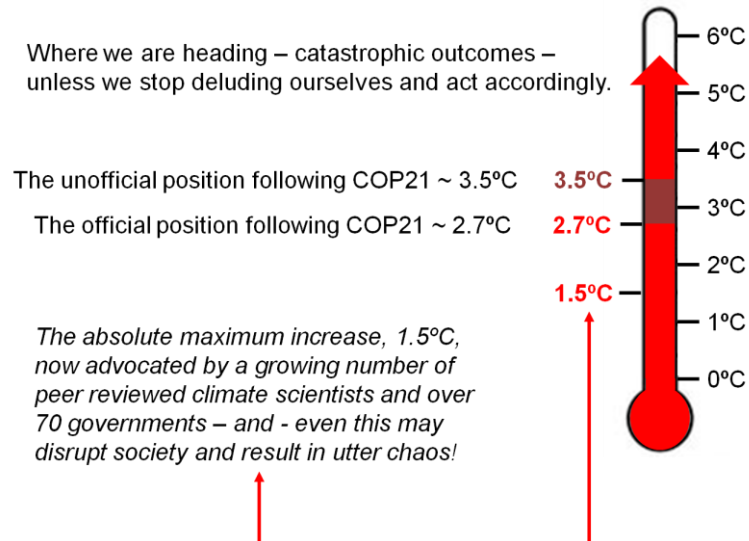 Where we are heading – catastrophic outcomes –
unless we stop deluding ourselves and act accordingly.
The unofficial position following COP21 ~ 3.5ºC
3.5ºC
The official position following COP21 ~ 2.7ºC
2.7ºC
1.5ºC
The absolute maximum increase, 1.5ºC,
now advocated by a growing number of
peer reviewed climate scientists and over
70 governments – and - even this may
disrupt society and result in utter chaos!
6ºC
5ºC
4ºC
3ºC
2ºC
1ºC
0ºC